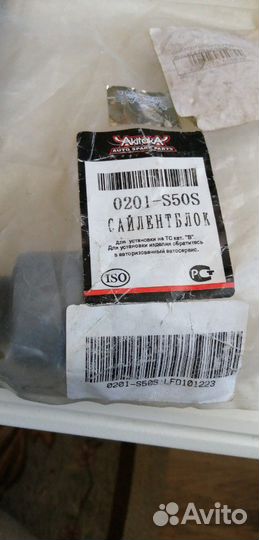 AkitakA
AUTO SPARE PARTS
0201-S50S
САЙЛЕНТБЛОК
для установки на ТС кат. "В"
Для установки изделия обратитесь
в авторизованный автосервис.
ISO
0201-S50S LFD101223
Avito